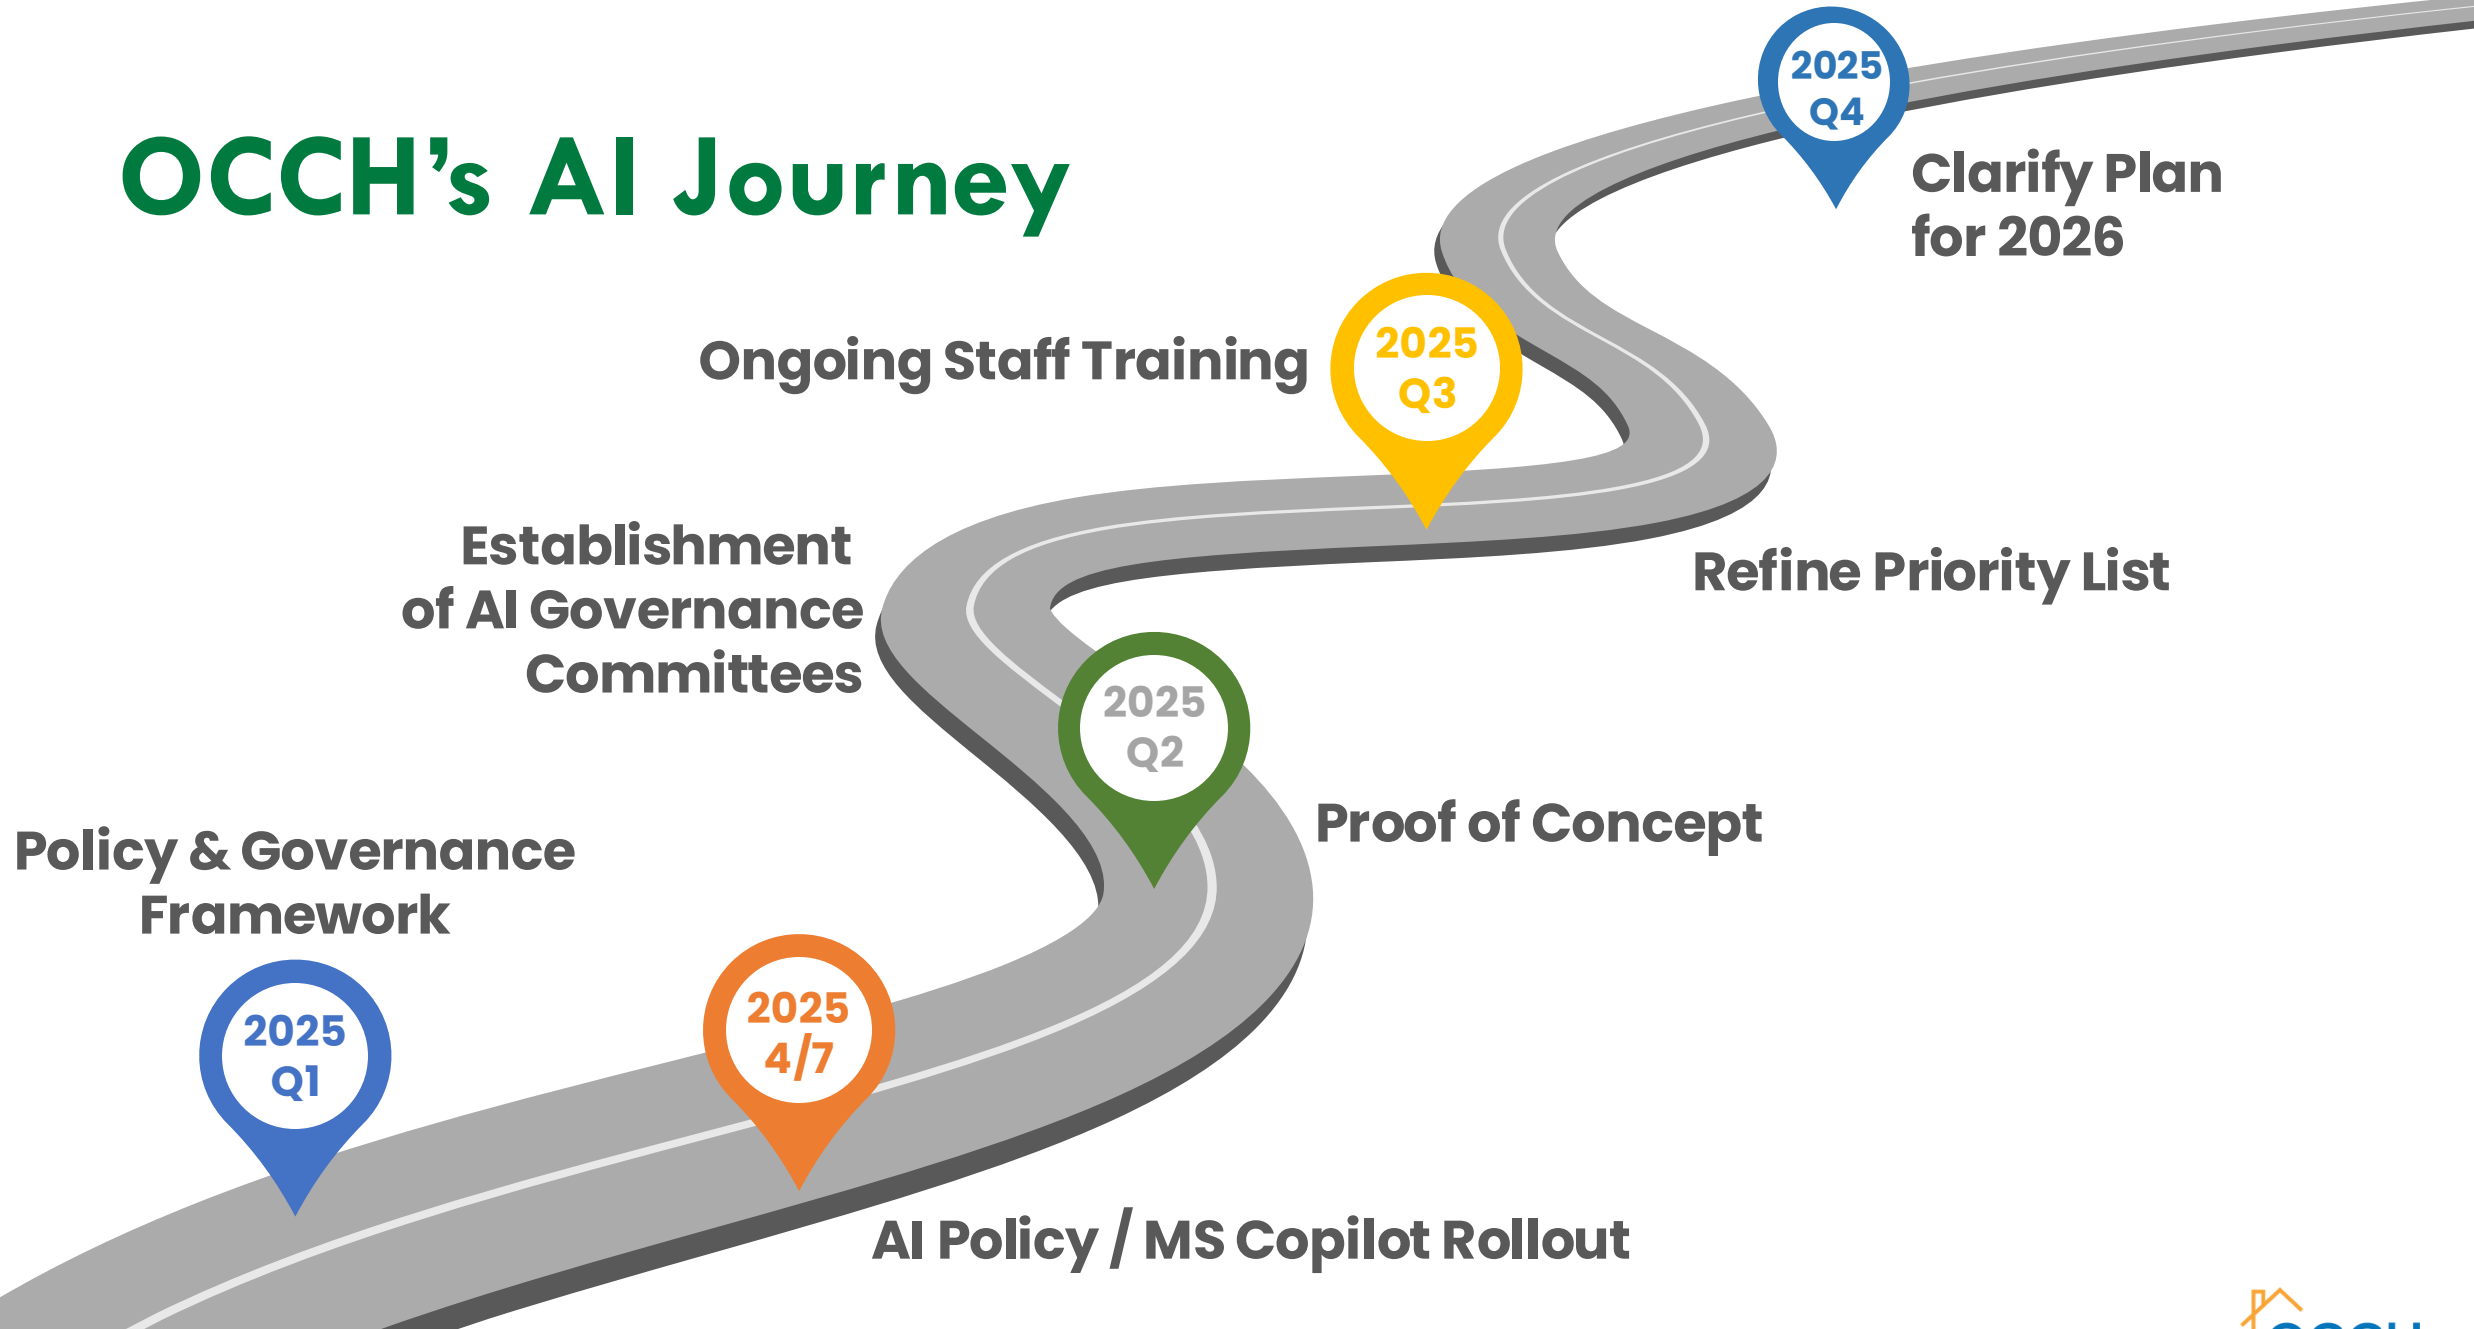 OCCH's AI Journey
2025
Q4
Clarify Plan
for 2026
Ongoing Staff Training
2025
Q3
Establishment
of AI Governance
Committees
Refine Priority List
2025
Q2
Proof of Concept
Policy & Governance
Framework
2025
Q1
2025
4/7
AI Policy / MS Copilot Rollout